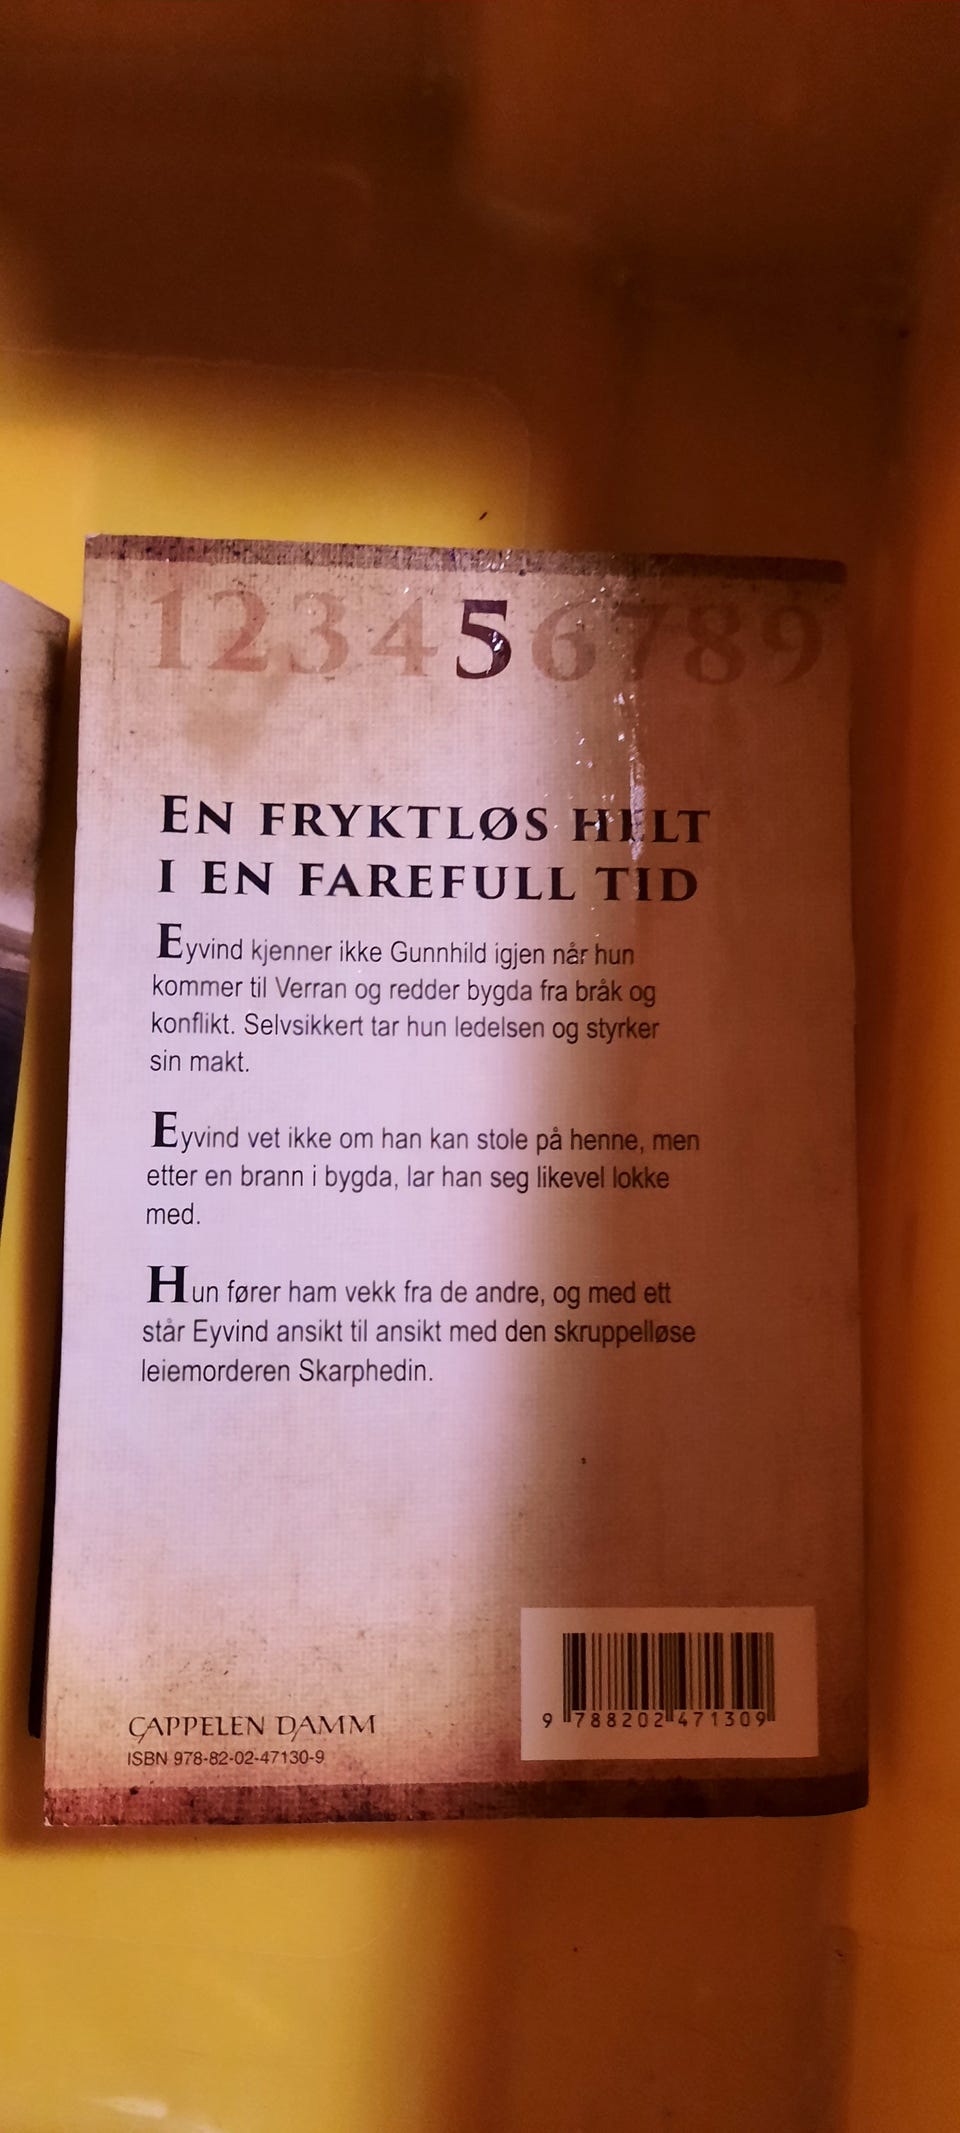 123456789
EN FRYKTLØS HELT
I EN FAREFULL TID
Eyvind kjenner ikke Gunnhild igjen når hun
kommer til Verran og redder bygda fra bråk og
konflikt. Selvsikkert tar hun ledelsen og styrker
sin makt.
Eyvind vet ikke om han kan stole på henne, men
etter en brann i bygda, lar han seg likevel lokke
med.
Hun fører ham vekk fra de andre, og med ett
står Eyvind ansikt til ansikt med den skruppelløse
leiemorderen Skarphedin.
CAPPELEN DAMM
ISBN 978-82-02-47130-9
9 788202 471309